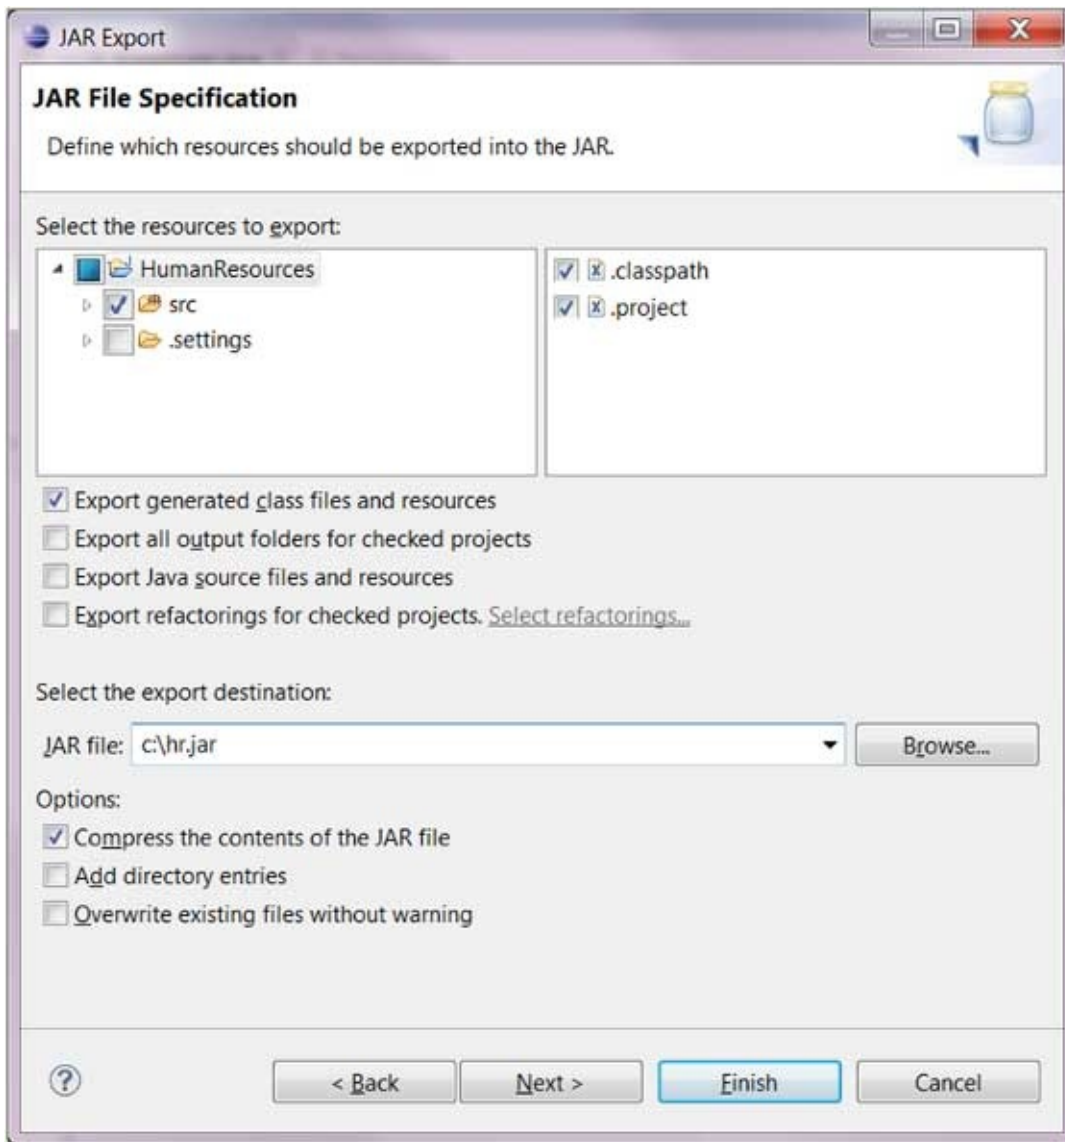 JAR Export
JAR File Specification
Define which resources should be exported into the JAR.
Select the resources to export:
HumanResources
src
.settings
.classpath
.project
Export generated class files and resources
Export all output folders for checked projects
Export Java source files and resources
Export refactorings for checked projects. Select refactorings...
Select the export destination:
JAR file: c:\hr.jar Browse...
Options:
Compress the contents of the JAR file
Add directory entries
Overwrite existing files without warning
? < Back Next > Finish Cancel